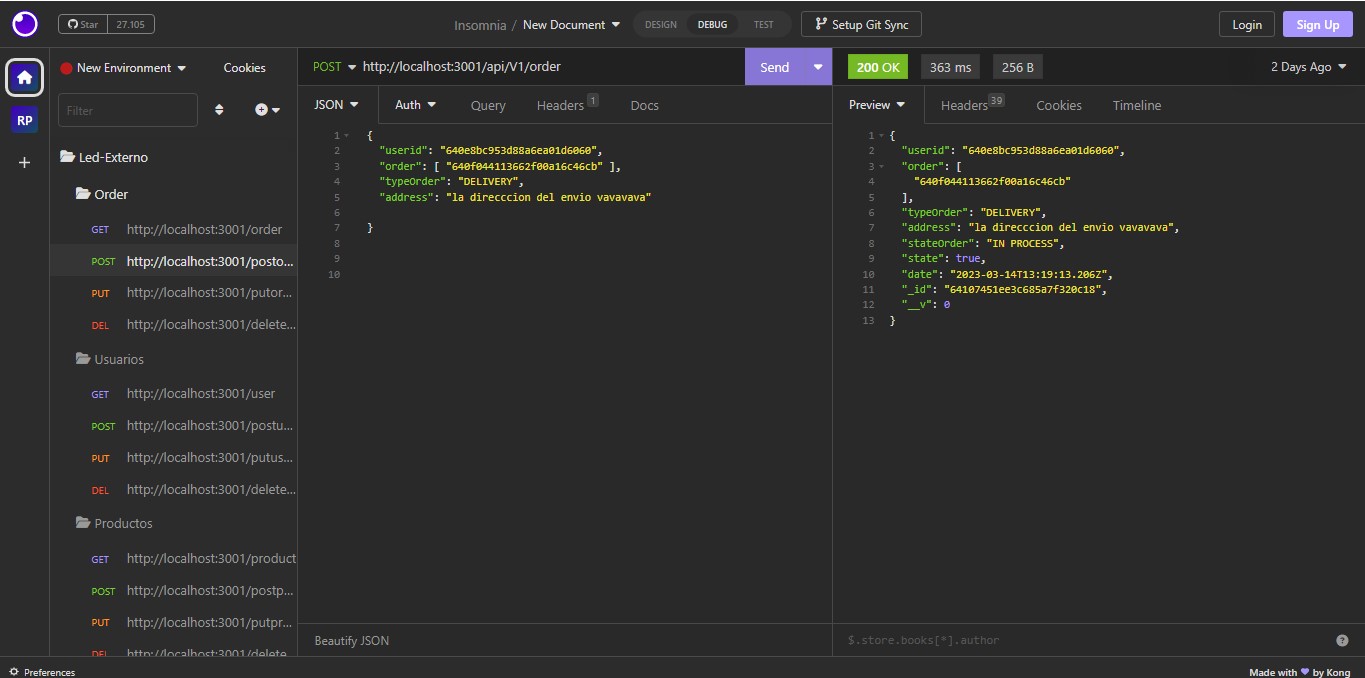 Star 27.105
Insomnia / New Document
DESIGN DEBUG TEST
Setup Git Sync
Login Sign Up
RP
New Environment Cookies
Filter
Led-Externo
Order
GET http://localhost:3001/order
POST http://localhost:3001/posto...
PUT http://localhost:3001/putor...
DEL http://localhost:3001/delete...
Usuarios
GET http://localhost:3001/user
POST http://localhost:3001/postu...
PUT http://localhost:3001/putus...
DEL http://localhost:3001/delete...
Productos
GET http://localhost:3001/product
POST http://localhost:3001/postp...
PUT http://localhost:3001/putpr...
DEL http://localhost:3001/delete
POST http://localhost:3001/api/V1/order Send
JSON Auth Query Headers 1 Docs
1 {
2 "userid": "640e8bc953d88a6ea01d6060",
3 "order": [ "640f044113662f00a16c46cb" ],
4 "typeOrder": "DELIVERY",
5 "address": "la direcccion del envio vavavava"
6
7 }
8
9
10
Beautify JSON
200 OK 363 ms 256 B 2 Days Ago
Preview Headers 39 Cookies Timeline
1 {
2 "userid": "640e8bc953d88a6ea01d6060",
3 "order": [
4 "640f044113662f00a16c46cb"
5 ],
6 "typeOrder": "DELIVERY",
7 "address": "la direcccion del envio vavavava",
8 "stateOrder": "IN PROCESS",
9 "state": true,
10 "date": "2023-03-14T13:19:13.206Z",
11 "_id": "64107451ee3c685a7f320c18",
12 "__v": 0
13 }
$.store.books[*].author
Preferences
Made with ♥ by Kong